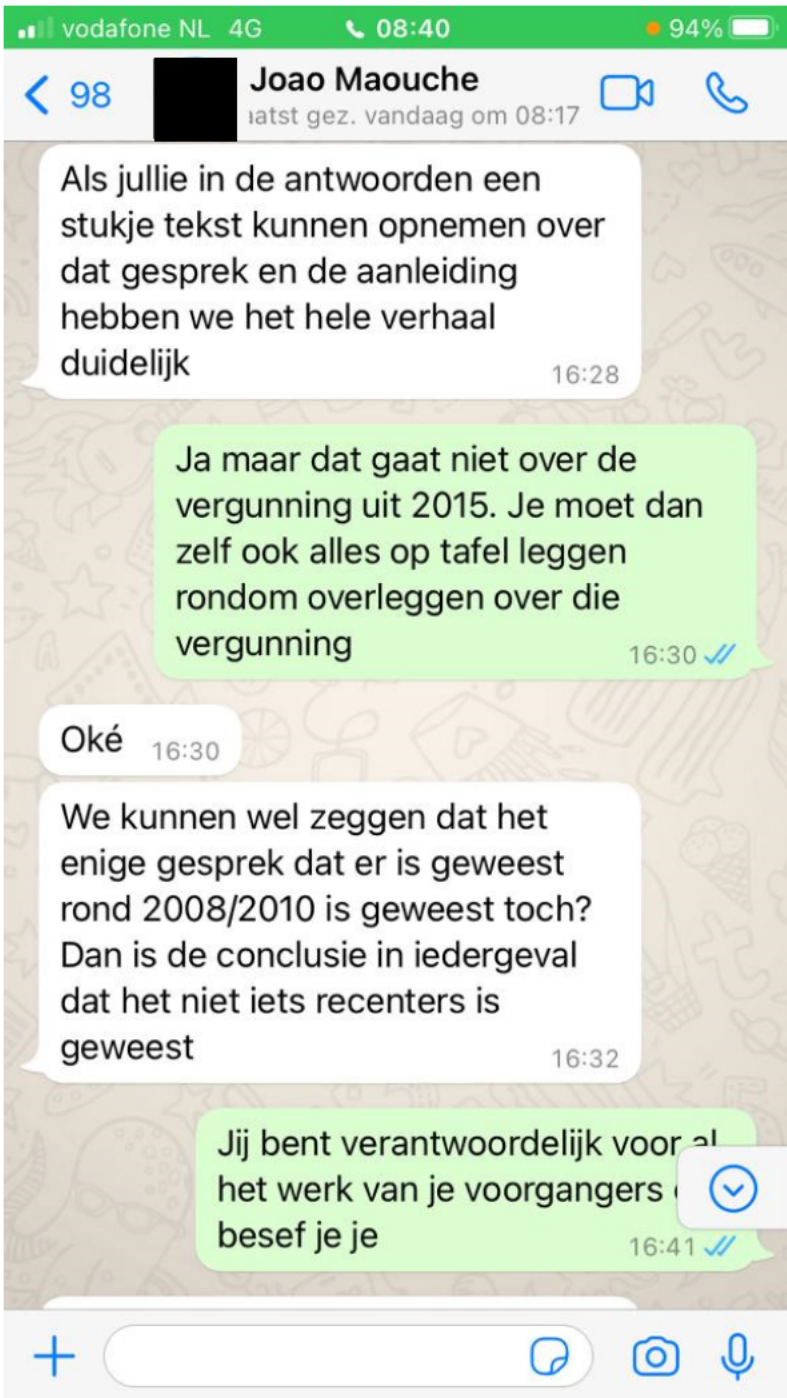 vodafone NL 4G 08:40 94%
98 Joao Maouche
aatst gez. vandaag om 08:17
Als jullie in de antwoorden een
stukje tekst kunnen opnemen over
dat gesprek en de aanleiding
hebben we het hele verhaal
duidelijk 16:28
Ja maar dat gaat niet over de
vergunning uit 2015. Je moet dan
zelf ook alles op tafel leggen
rondom overleggen over die
vergunning 16:30
Oké 16:30
We kunnen wel zeggen dat het
enige gesprek dat er is geweest
rond 2008/2010 is geweest toch?
Dan is de conclusie in iedergeval
dat het niet iets recenters is
geweest 16:32
Jij bent verantwoordelijk voor al
het werk van je voorgangers
besef je je 16:41